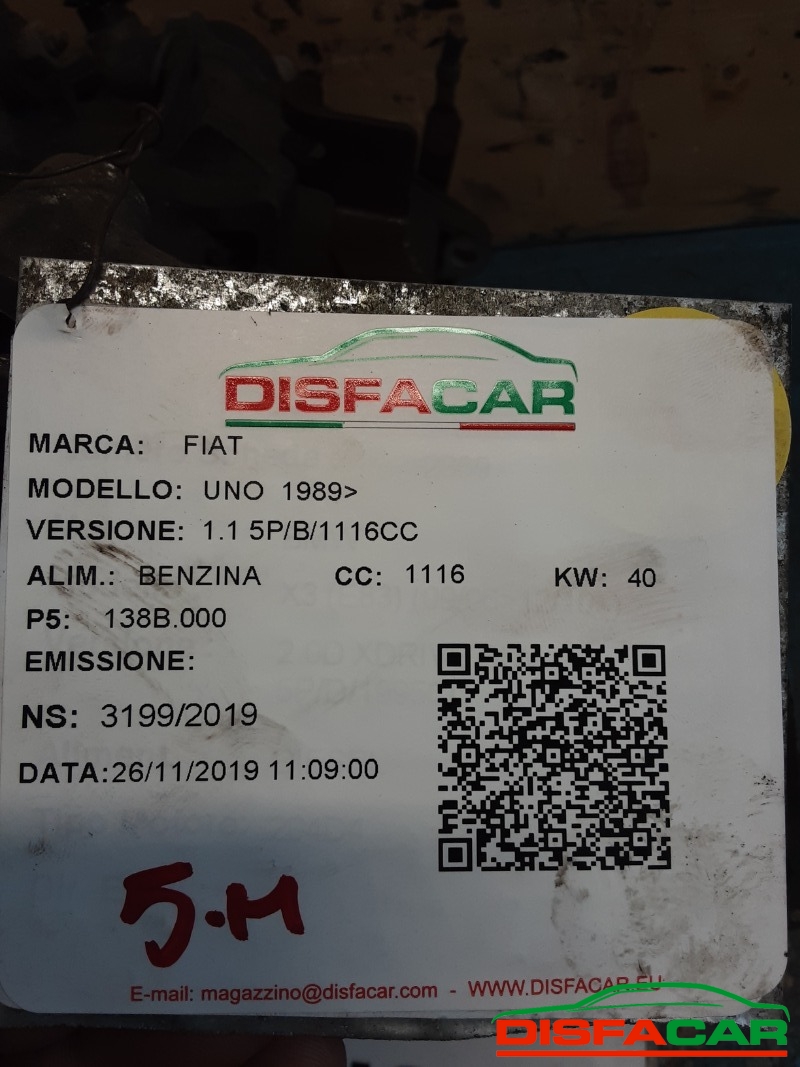 DISFACAR
MARCA: FIAT
MODELLO: UNO 1989>
VERSIONE: 1.1 5P/B/1116CC
ALIM.: BENZINA CC: 1116 KW: 40
P5: 138B.000
EMISSIONE:
NS: 3199/2019
DATA:26/11/2019 11:09:00
5.M
E-mail: magazzino@disfacar.com - WWW.DISFACAR.EU
DISFACAR